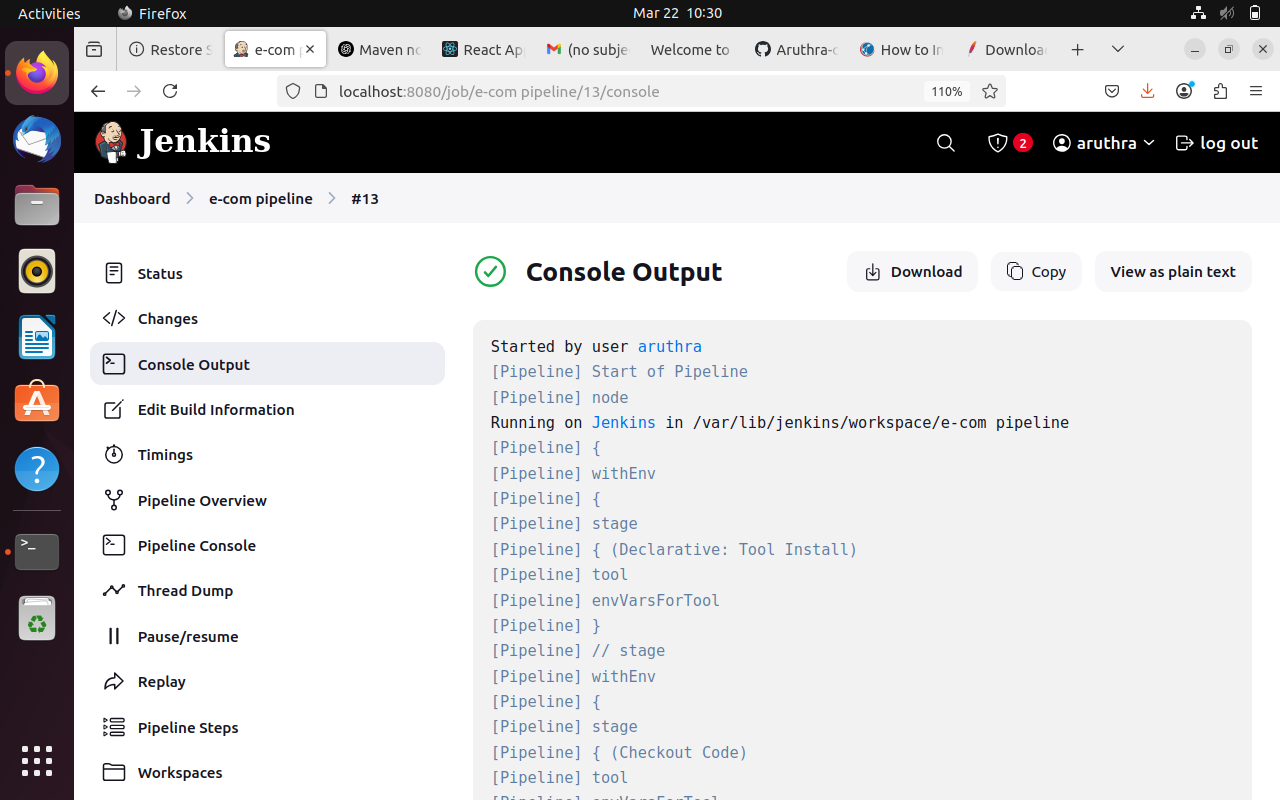 Activities
Firefox
Mar 22 10:30
Restore S
e-com p
Maven no
React App
(no subje
Welcome to
Aruthra-c
How to In
Download
localhost:8080/job/e-com pipeline/13/console
110%
Jenkins
2
aruthra
log out
Dashboard
e-com pipeline
#13
Status
Changes
Console Output
Edit Build Information
Timings
Pipeline Overview
Pipeline Console
Thread Dump
Pause/resume
Replay
Pipeline Steps
Workspaces
Console Output
Download
Copy
View as plain text
Started by user aruthra
[Pipeline] Start of Pipeline
[Pipeline] node
Running on Jenkins in /var/lib/jenkins/workspace/e-com pipeline
[Pipeline] {
[Pipeline] withEnv
[Pipeline] {
[Pipeline] stage
[Pipeline] { (Declarative: Tool Install)
[Pipeline] tool
[Pipeline] envVarsForTool
[Pipeline] }
[Pipeline] // stage
[Pipeline] withEnv
[Pipeline] {
[Pipeline] stage
[Pipeline] { (Checkout Code)
[Pipeline] tool
[Pipeline] envVarsForTool